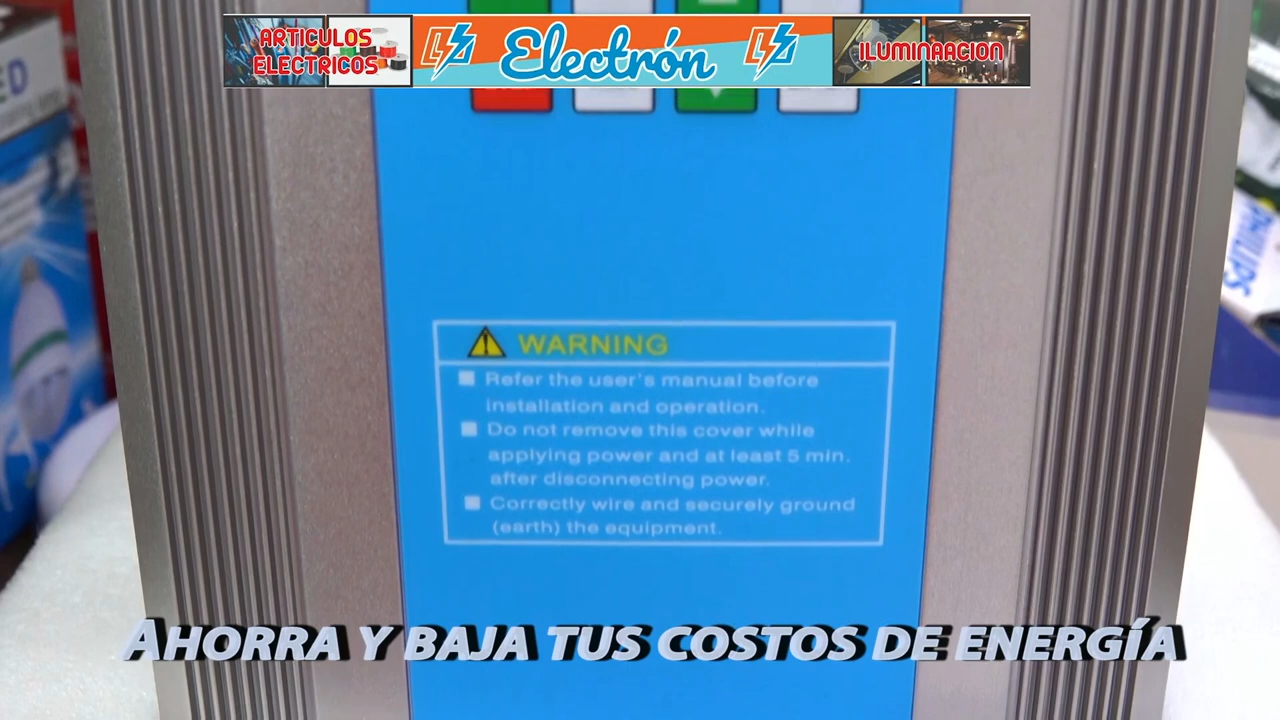 ARTICULOS
ELECTRICOS
Electrón
ILUMINAACION
ED
PHILIPS
WARNING
Refer the user's manual before
installation and operation.
Do not remove this cover while
applying power and at least 5 min.
after disconnecting power.
Correctly wire and securely ground
(earth) the equipment.
AHORRA Y BAJA TUS COSTOS DE ENERGÍA